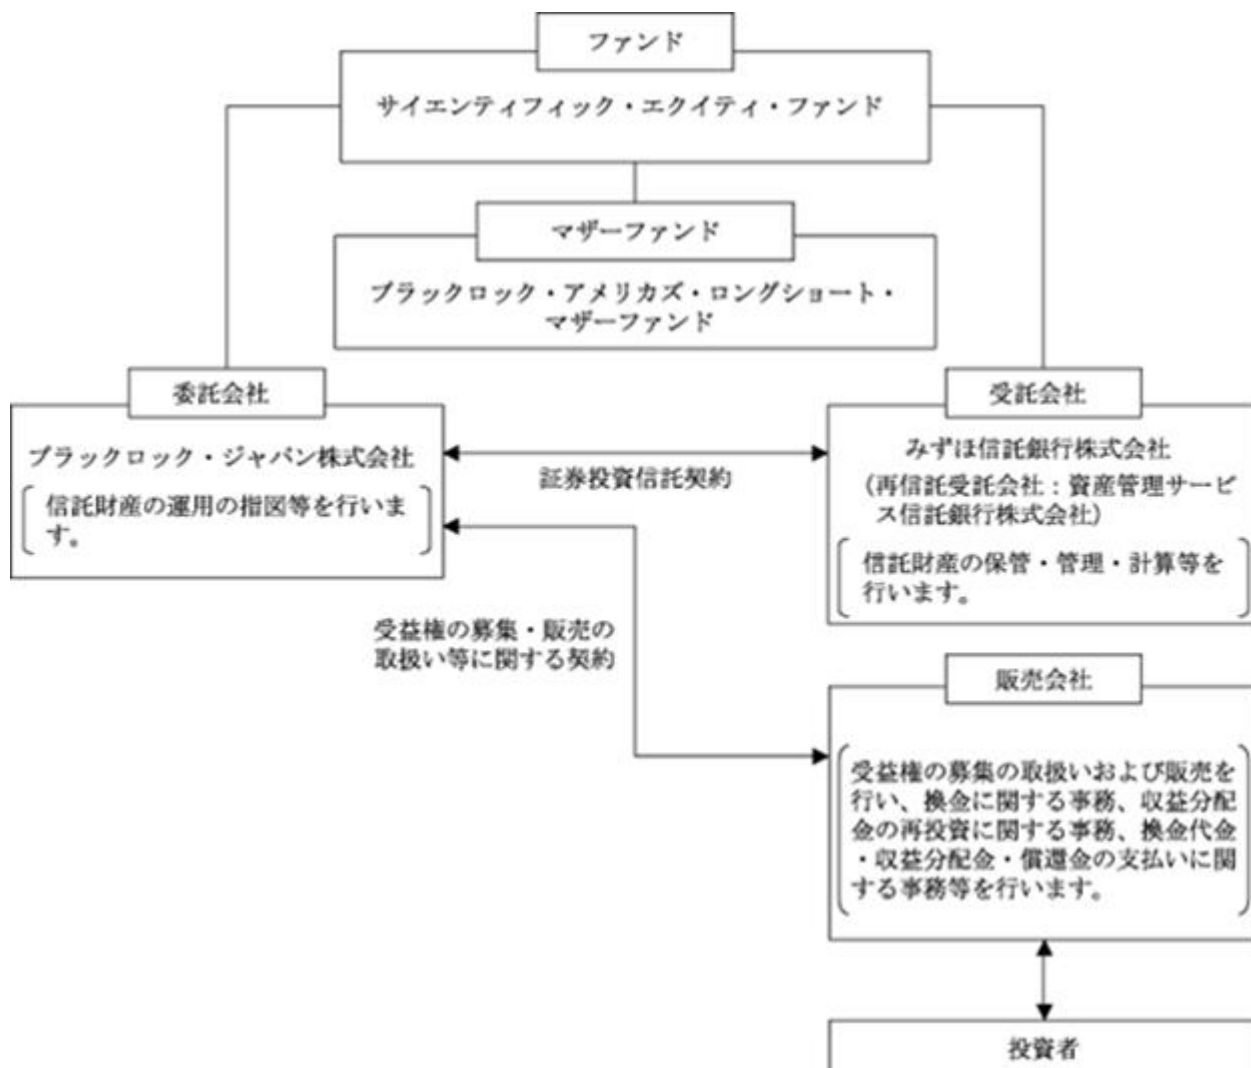 ファンド
サイエンティフィック・エクイティ・ファンド
マザーファンド
ブラックロック・アメリカズ・ロングショート・
マザーファンド
委託会社
ブラックロック・ジャパン株式会社
信託財産の運用の指図等を行いま
す。
証券投資信託契約
受託会社
みずほ信託銀行株式会社
(再信託受託会社:資産管理サービ
ス信託銀行株式会社)
信託財産の保管・管理・計算等を
行います。
受益権の募集・販売の
取扱い等に関する契約
販売会社
受益権の募集の取扱いおよび販売を
行い、換金に関する事務、収益分配
金の再投資に関する事務、換金代金
・収益分配金・償還金の支払いに関
する事務等を行います。
投資者